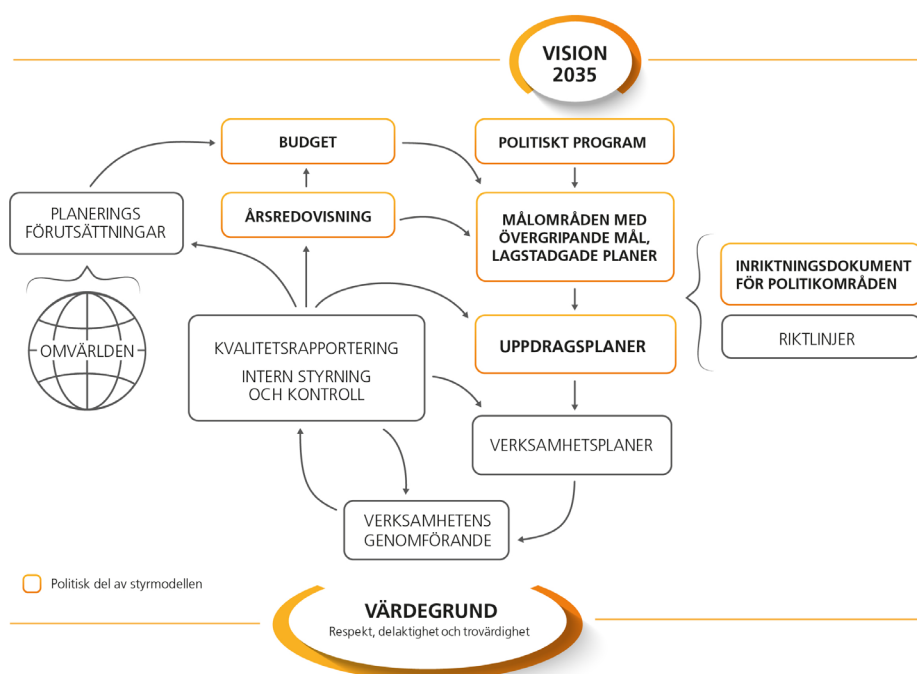 VISION
2035
BUDGET
POLITISKT PROGRAM
PLANERINGS
FÖRUTSÄTTNINGAR
ÅRSREDOVISNING
MÅLOMRÅDEN MED
ÖVERGRIPANDE MÅL,
LAGSTADGADE PLANER
INRIKTNINGSDOKUMENT
FÖR POLITIKOMRÅDEN
RIKTLINJER
OMVÄRLDEN
KVALITETSRAPPORTERING
INTERN STYRNING
OCH KONTROLL
UPPDRAGSPLANER
VERKSAMHETSPLANER
VERKSAMHETENS
GENOMFÖRANDE
Politisk del av styrmodellen
VÄRDEGRUND
Respekt, delaktighet och trovärdighet